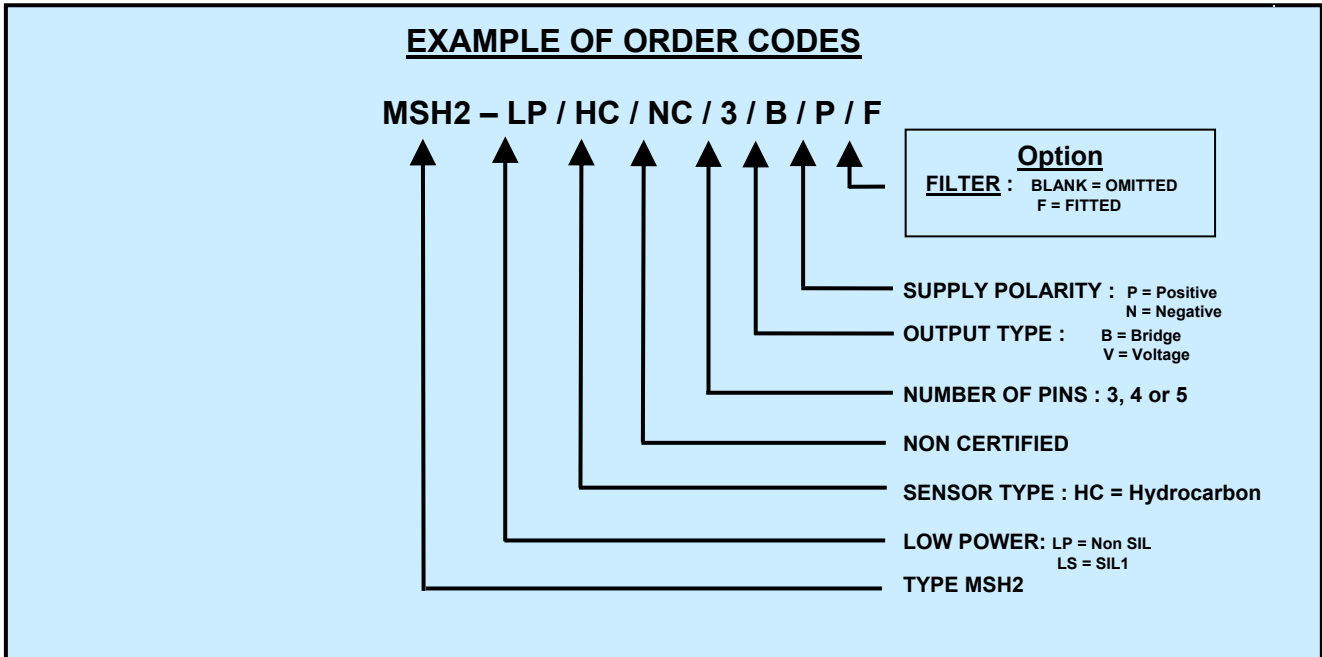 EXAMPLE OF ORDER CODES
MSH2 – LP / HC / NC / 3 / B / P / F
Option
FILTER : BLANK = OMITTED
F = FITTED
SUPPLY POLARITY : P = Positive
N = Negative
OUTPUT TYPE : B = Bridge
V = Voltage
NUMBER OF PINS : 3, 4 or 5
NON CERTIFIED
SENSOR TYPE : HC = Hydrocarbon
LOW POWER: LP = Non SIL
LS = SIL1
TYPE MSH2